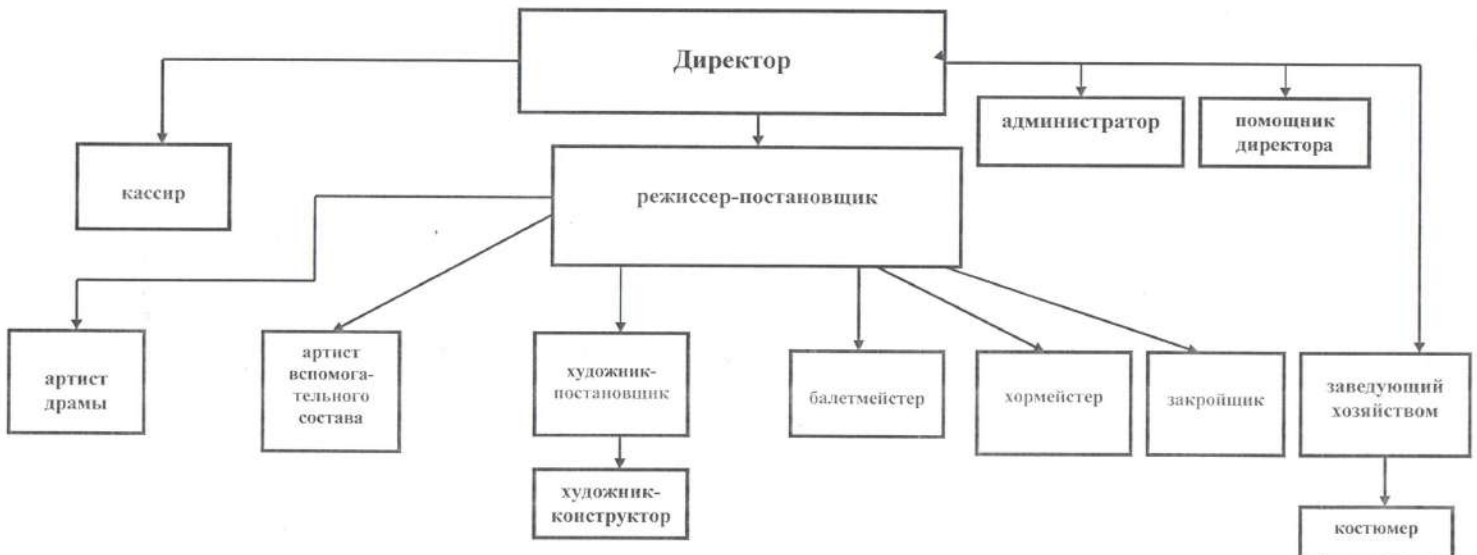 Директор
администратор
помощник
директора
кассир
режиссер-постановщик
артист
драмы
артист
вспомога-
тельного
состава
художник-
постановщик
балетмейстер
хормейстер
закройщик
заведующий
хозяйством
художник-
конструктор
костюмер